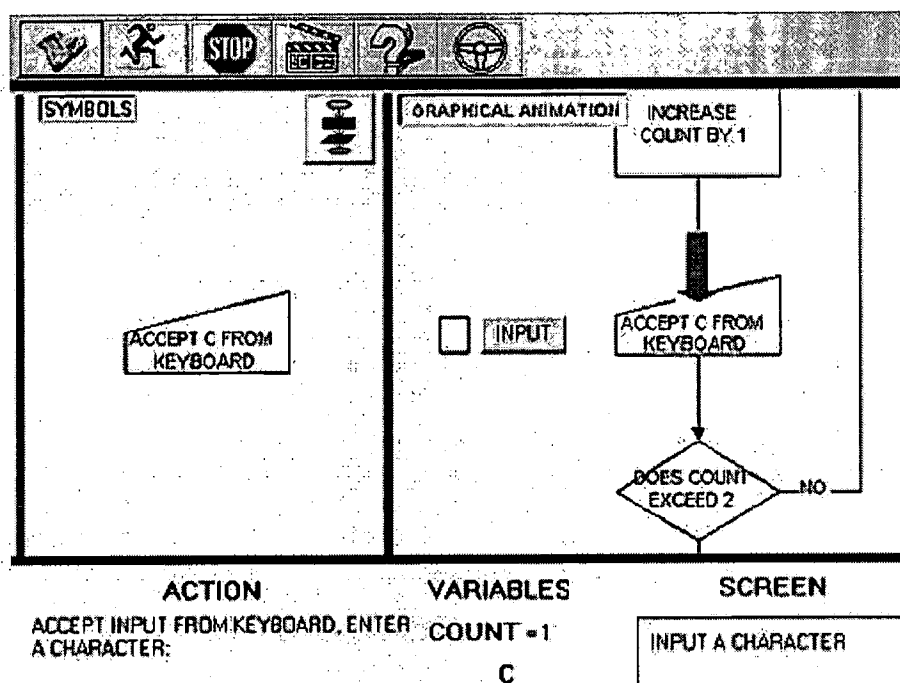 STOP
SYMBOLS
GRAPHICAL ANIMATION
INCREASE
COUNT BY 1
ACCEPT C FROM
KEYBOARD
INPUT
ACCEPT C FROM
KEYBOARD
DOES COUNT
EXCEED 2
NO
ACTION
VARIABLES
SCREEN
ACCEPT INPUT FROM KEYBOARD, ENTER
A CHARACTER:
COUNT = 1
C
INPUT A CHARACTER